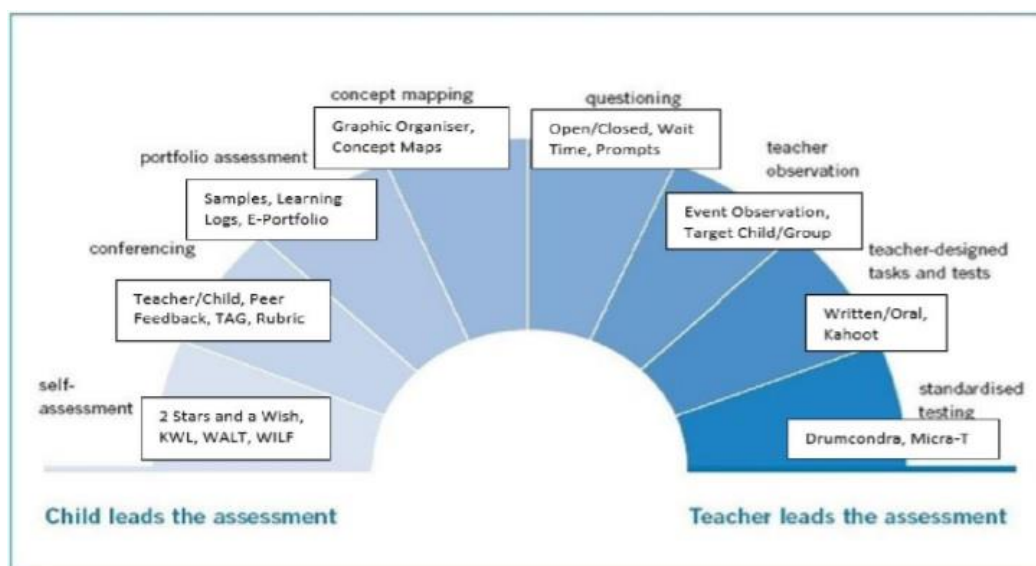 concept mapping
Graphic Organiser,
Concept Maps
questioning
Open/Closed, Wait
Time, Prompts
portfolio assessment
Samples, Learning
Logs, E-Portfolio
teacher
observation
Event Observation,
Target Child/Group
conferencing
Teacher/Child, Peer
Feedback, TAG, Rubric
teacher-designed
tasks and tests
Written/Oral,
Kahoot
self-
assessment
2 Stars and a Wish,
KWL, WALT, WILF
standardised
testing
Drumcondra, Micra-T
Child leads the assessment
Teacher leads the assessment